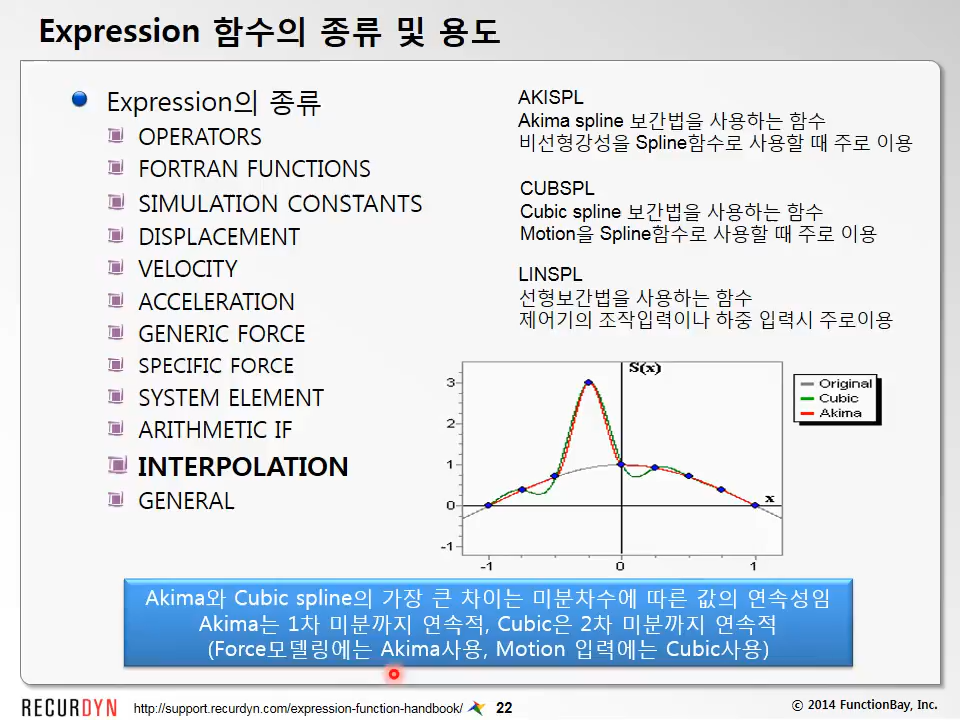 Expression 함수의 종류 및 용도
Expression의 종류
OPERATORS
FORTRAN FUNCTIONS
SIMULATION CONSTANTS
DISPLACEMENT
VELOCITY
ACCELERATION
GENERIC FORCE
SPECIFIC FORCE
SYSTEM ELEMENT
ARITHMETIC IF
INTERPOLATION
GENERAL
AKISPL
Akima spline 보간법을 사용하는 함수
비선형강성을 Spline함수로 사용할 때 주로 이용
CUBSPL
Cubic spline 보간법을 사용하는 함수
Motion을 Spline함수로 사용할 때 주로 이용
LINSPL
선형보간법을 사용하는 함수
제어기의 조작입력이나 하중 입력시 주로이용
S(x)
3
2
1
0
-1
x
-1 0 1
Original
Cubic
Akima
Akima와 Cubic spline의 가장 큰 차이는 미분차수에 따른 값의 연속성임
Akima는 1차 미분까지 연속적, Cubic은 2차 미분까지 연속적
(Force모델링에는 Akima사용, Motion 입력에는 Cubic사용)
RECURDYN http://support.recurdyn.com/expression-function-handbook/ 22 © 2014 FunctionBay, Inc.